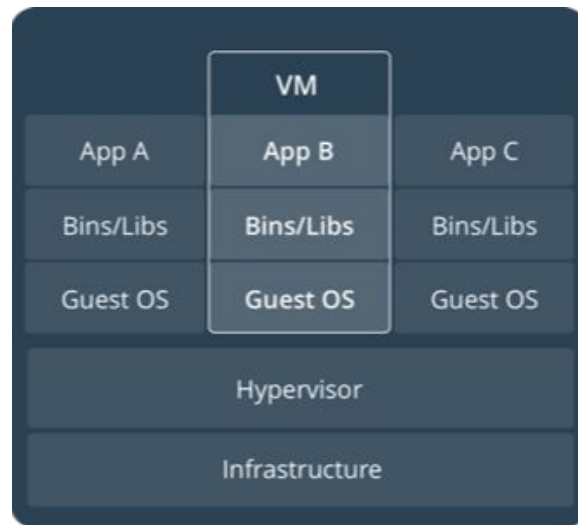 VM
App A App B App C
Bins/Libs Bins/Libs Bins/Libs
Guest OS Guest OS Guest OS
Hypervisor
Infrastructure